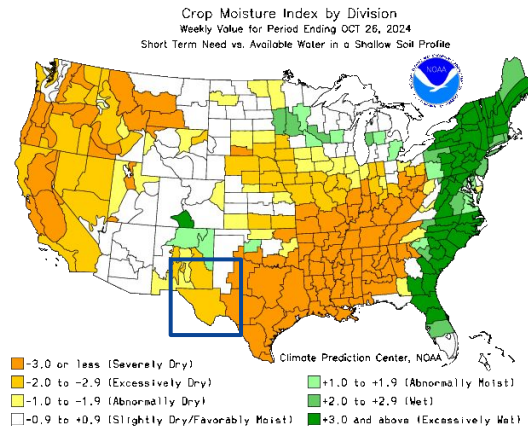 Crop Moisture Index by Division
Weekly Value for Period Ending OCT 26, 2024
Short Term Need vs. Available Water in a Shallow Soil Profile
NOAA
Climate Prediction Center, NOAA
-3.0 or less (Severely Dry)
-2.0 to -2.9 (Excessively Dry)
-1.0 to -1.9 (Abnormally Dry)
-0.9 to +0.9 (Slightly Dry/Favorably Moist)
+1.0 to +1.9 (Abnormally Moist)
+2.0 to +2.9 (Wet)
+3.0 and above (Excessively Wet)